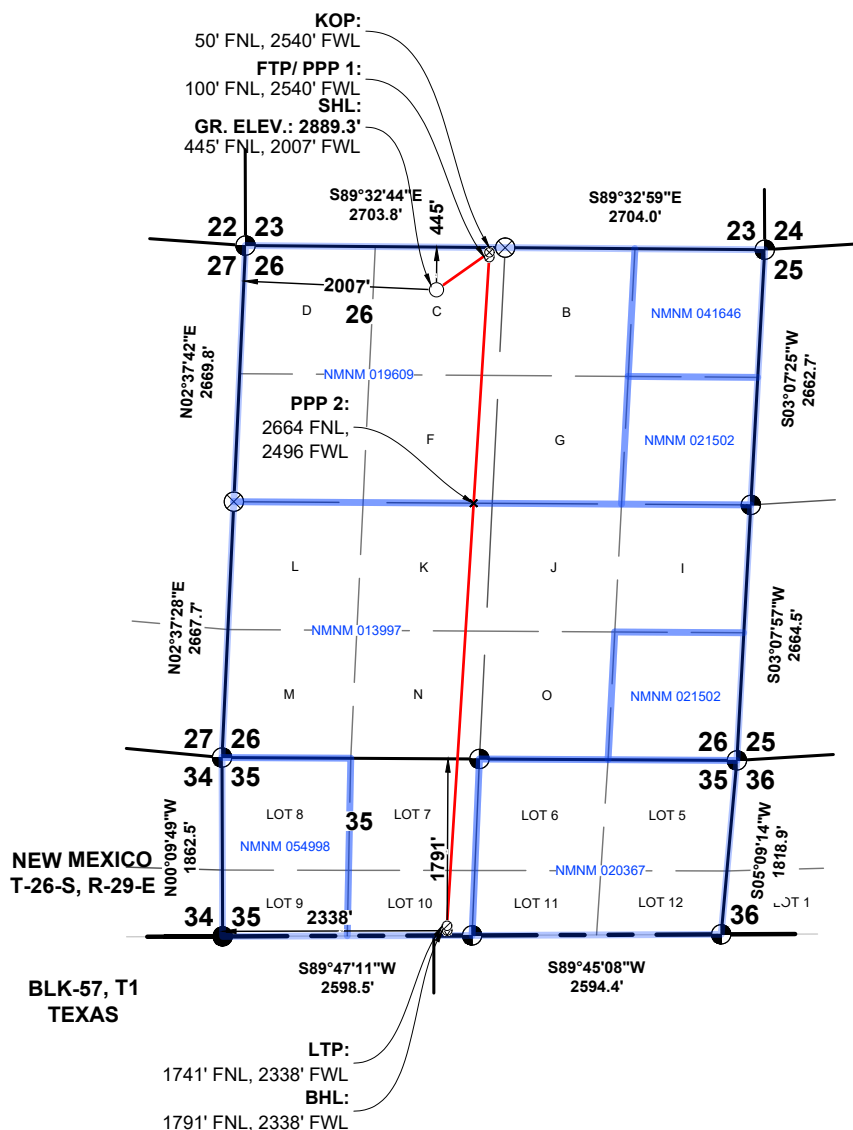 KOP:
50' FNL, 2540' FWL
FTP/ PPP 1:
100' FNL, 2540' FWL
SHL:
GR. ELEV.: 2889.3'
445' FNL, 2007' FWL
S89°32'44"E
2703.8'
445'
S89°32'59"E
2704.0'
22 23
23 24
27 26
25
2007'
D
26
C
B
NMNM 041646
N02°37'42"E
2669.8'
S03°07'25"W
2662.7'
NMNM 019609
PPP 2:
2664 FNL,
2496 FWL
F
G
NMNM 021502
L
K
J
I
N02°37'28"E
2667.7'
S03°07'57"W
2664.5'
NMNM 013997
M
N
O
NMNM 021502
27 26
26 25
34 35
35 36
LOT 8
35
LOT 7
LOT 6
LOT 5
N00°09'49"W
1862.5'
NMNM 054998
1791'
NMNM 020367
S05°09'14"W
1818.9'
NEW MEXICO
T-26-S, R-29-E
LOT 9
LOT 10
LOT 11
LOT 12
LOT 1
34 35
2338'
36
S89°47'11"W
2598.5'
S89°45'08"W
2594.4'
BLK-57, T1
TEXAS
LTP:
1741' FNL, 2338' FWL
BHL:
1791' FNL, 2338' FWL